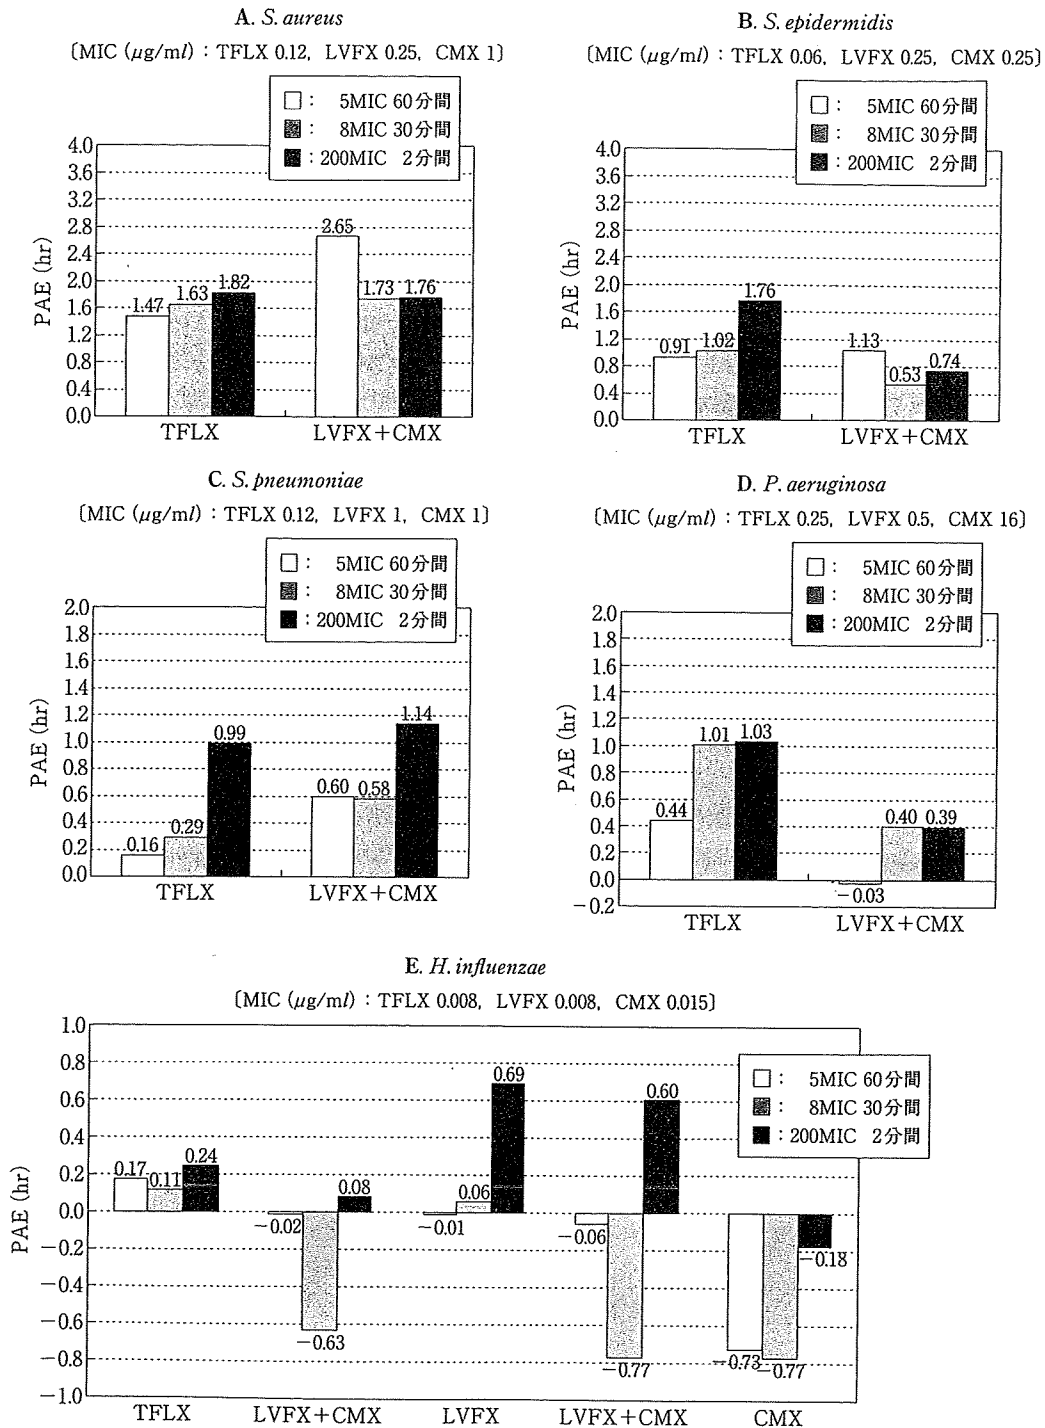 A. S. aureus
〔MIC (μg/ml) : TFLX 0.12, LVFX 0.25, CMX 1〕
□ : 5MIC 60分間
■ : 8MIC 30分間
■ : 200MIC 2分間
PAE (hr)
4.0
3.6
3.2
2.8
2.4
2.0
1.6
1.2
0.8
0.4
0.0
1.47
1.63
1.82
2.65
1.73
1.76
TFLX
LVFX+CMX
B. S. epidermidis
〔MIC (μg/ml) : TFLX 0.06, LVFX 0.25, CMX 0.25〕
□ : 5MIC 60分間
■ : 8MIC 30分間
■ : 200MIC 2分間
PAE (hr)
4.0
3.6
3.2
2.8
2.4
2.0
1.6
1.2
0.8
0.4
0.0
0.91
1.02
1.76
1.13
0.53
0.74
TFLX
LVFX+CMX
C. S. pneumoniae
〔MIC (μg/ml) : TFLX 0.12, LVFX 1, CMX 1〕
□ : 5MIC 60分間
■ : 8MIC 30分間
■ : 200MIC 2分間
PAE (hr)
2.0
1.8
1.6
1.4
1.2
1.0
0.8
0.6
0.4
0.2
0.0
0.16
0.29
0.99
0.60
0.58
1.14
TFLX
LVFX+CMX
D. P. aeruginosa
〔MIC (μg/ml) : TFLX 0.25, LVFX 0.5, CMX 16〕
□ : 5MIC 60分間
■ : 8MIC 30分間
■ : 200MIC 2分間
PAE (hr)
2.0
1.8
1.6
1.4
1.2
1.0
0.8
0.6
0.4
0.2
0.0
−0.2
0.44
1.01
1.03
−0.03
0.40
0.39
TFLX
LVFX+CMX
E. H. influenzae
〔MIC (μg/ml) : TFLX 0.008, LVFX 0.008, CMX 0.015〕
□ : 5MIC 60分間
■ : 8MIC 30分間
■ : 200MIC 2分間
PAE (hr)
1.0
0.8
0.6
0.4
0.2
0.0
−0.2
−0.4
−0.6
−0.8
−1.0
0.17
0.11
0.24
−0.02
−0.63
0.08
−0.01
0.06
0.69
−0.06
−0.77
0.60
−0.73
−0.77
−0.18
TFLX
LVFX+CMX
LVFX
LVFX+CMX
CMX